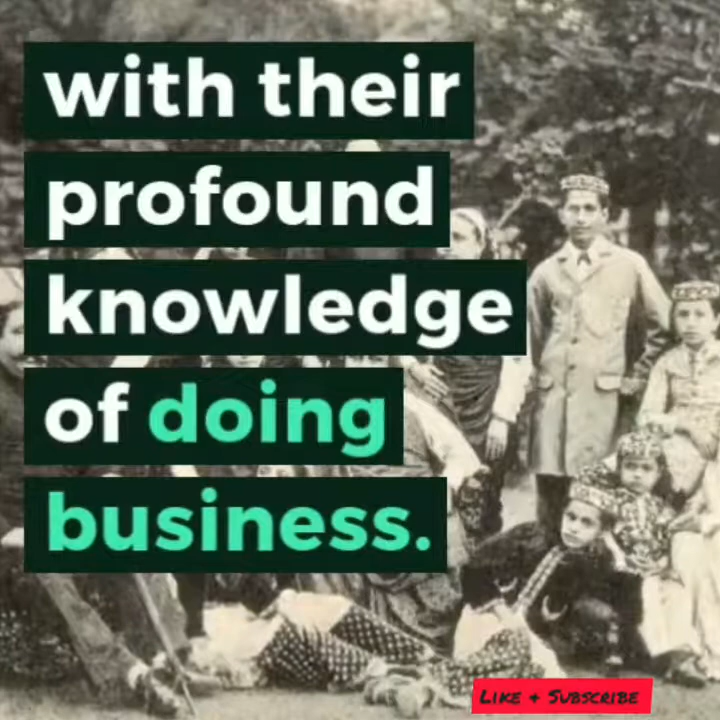 with their
profound
knowledge
of doing
business.
LIKE + SUBSCRIBE